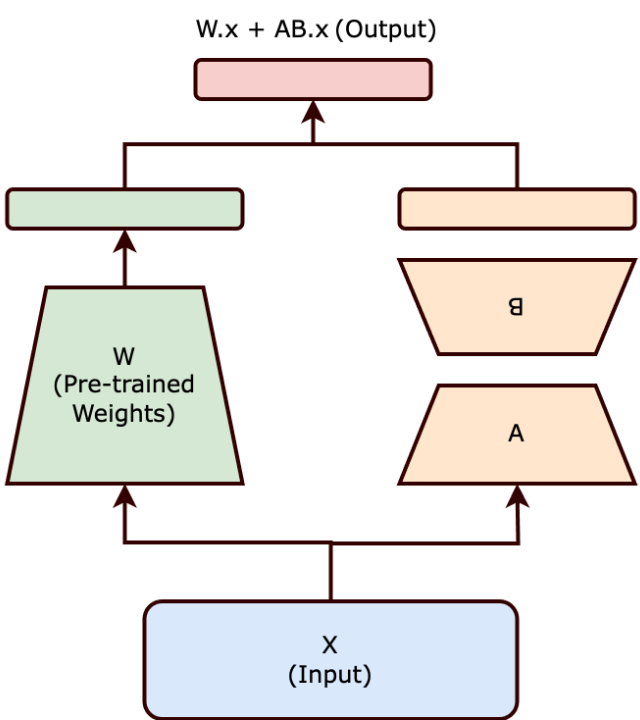 W.x + AB.x (Output)
W
(Pre-trained
Weights)
B
A
X
(Input)